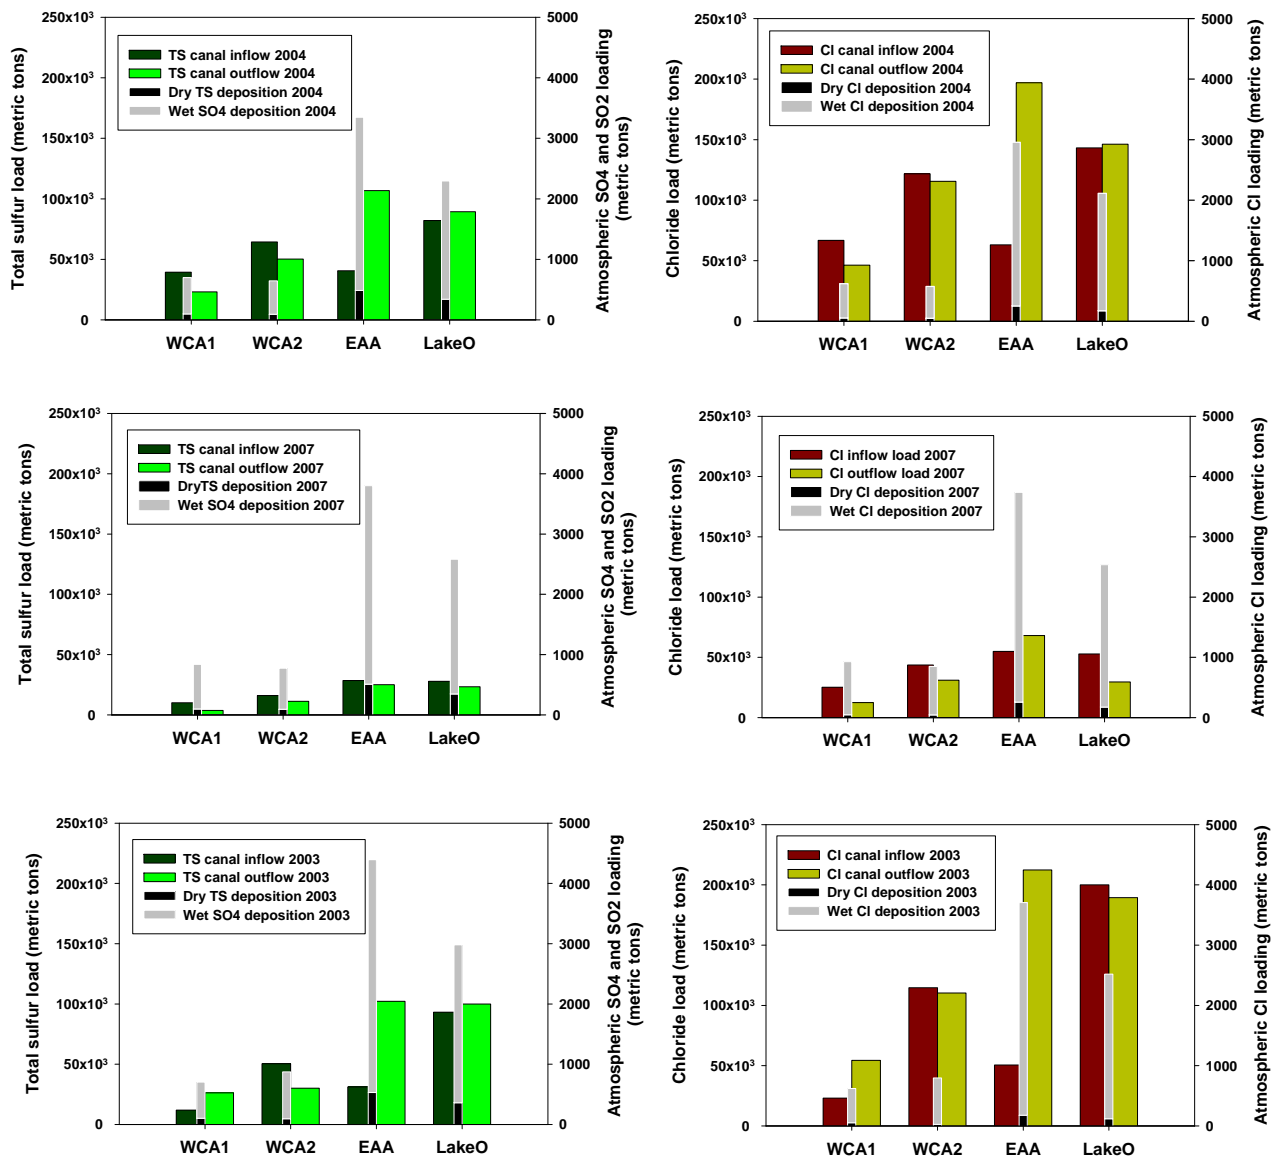 Total sulfur load (metric tons)
250x10³
200x10³
150x10³
100x10³
50x10³
0
TS canal inflow 2004
TS canal outflow 2004
Dry TS deposition 2004
Wet SO4 deposition 2004
WCA1 WCA2 EAA LakeO
5000
4000
3000
2000
1000
0
Atmospheric SO4 and SO2 loading
(metric tons)
Chloride load (metric tons)
250x10³
200x10³
150x10³
100x10³
50x10³
0
Cl canal inflow 2004
Cl canal outflow 2004
Dry Cl deposition 2004
Wet Cl deposition 2004
WCA1 WCA2 EAA LakeO
5000
4000
3000
2000
1000
0
Atmospheric Cl loading (metric tons)
Total sulfur load (metric tons)
250x10³
200x10³
150x10³
100x10³
50x10³
0
TS canal inflow 2007
TS canal outflow 2007
DryTS deposition 2007
Wet SO4 deposition 2007
WCA1 WCA2 EAA LakeO
5000
4000
3000
2000
1000
0
Atmospheric SO4 and SO2 loading
(metric tons)
Chloride load (metric tons)
250x10³
200x10³
150x10³
100x10³
50x10³
0
Cl inflow load 2007
Cl outflow load 2007
Dry Cl deposition 2007
Wet Cl deposition 2007
WCA1 WCA2 EAA LakeO
5000
4000
3000
2000
1000
0
Atmospheric Cl loading (metric tons)
Total sulfur load (metric tons)
250x10³
200x10³
150x10³
100x10³
50x10³
0
TS canal inflow 2003
TS canal outflow 2003
Dry TS deposition 2003
Wet SO4 deposition 2003
WCA1 WCA2 EAA LakeO
5000
4000
3000
2000
1000
0
Atmospheric SO4 and SO2 loading
(metric tons)
Chloride load (metric tons)
250x10³
200x10³
150x10³
100x10³
50x10³
0
Cl canal inflow 2003
Cl canal outflow 2003
Dry Cl deposition 2003
Wet Cl deposition 2003
WCA1 WCA2 EAA LakeO
5000
4000
3000
2000
1000
0
Atmospheric Cl loading (metric tons)